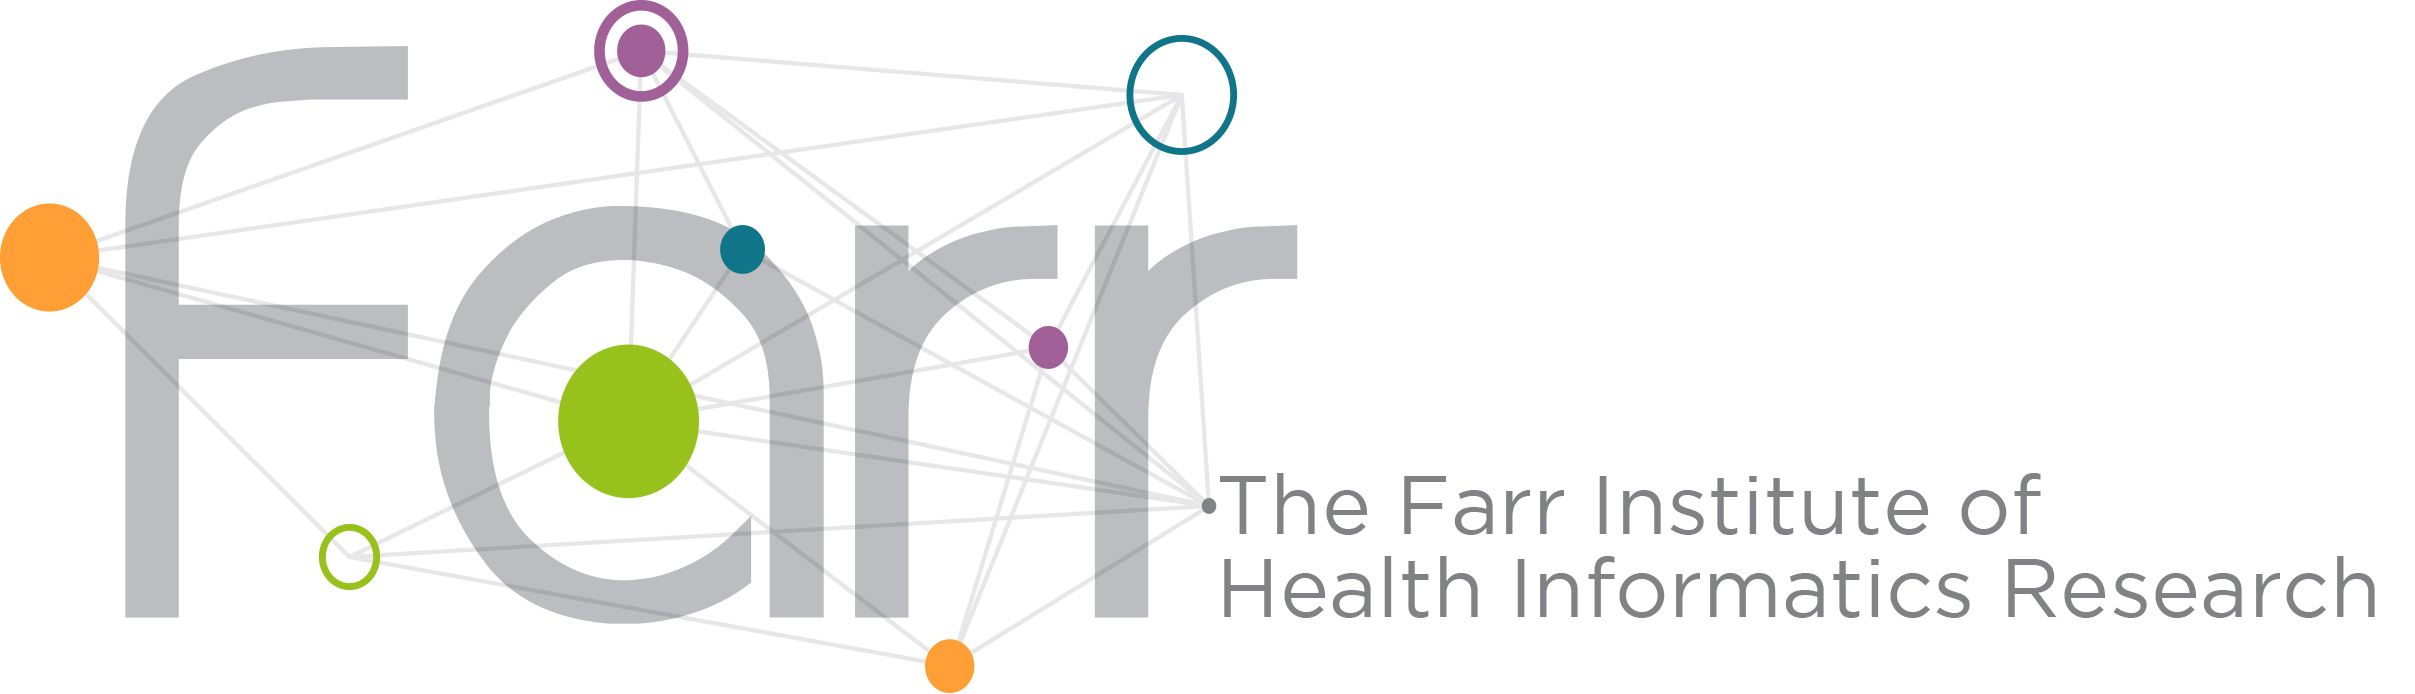 Farr
The Farr Institute of
Health Informatics Research